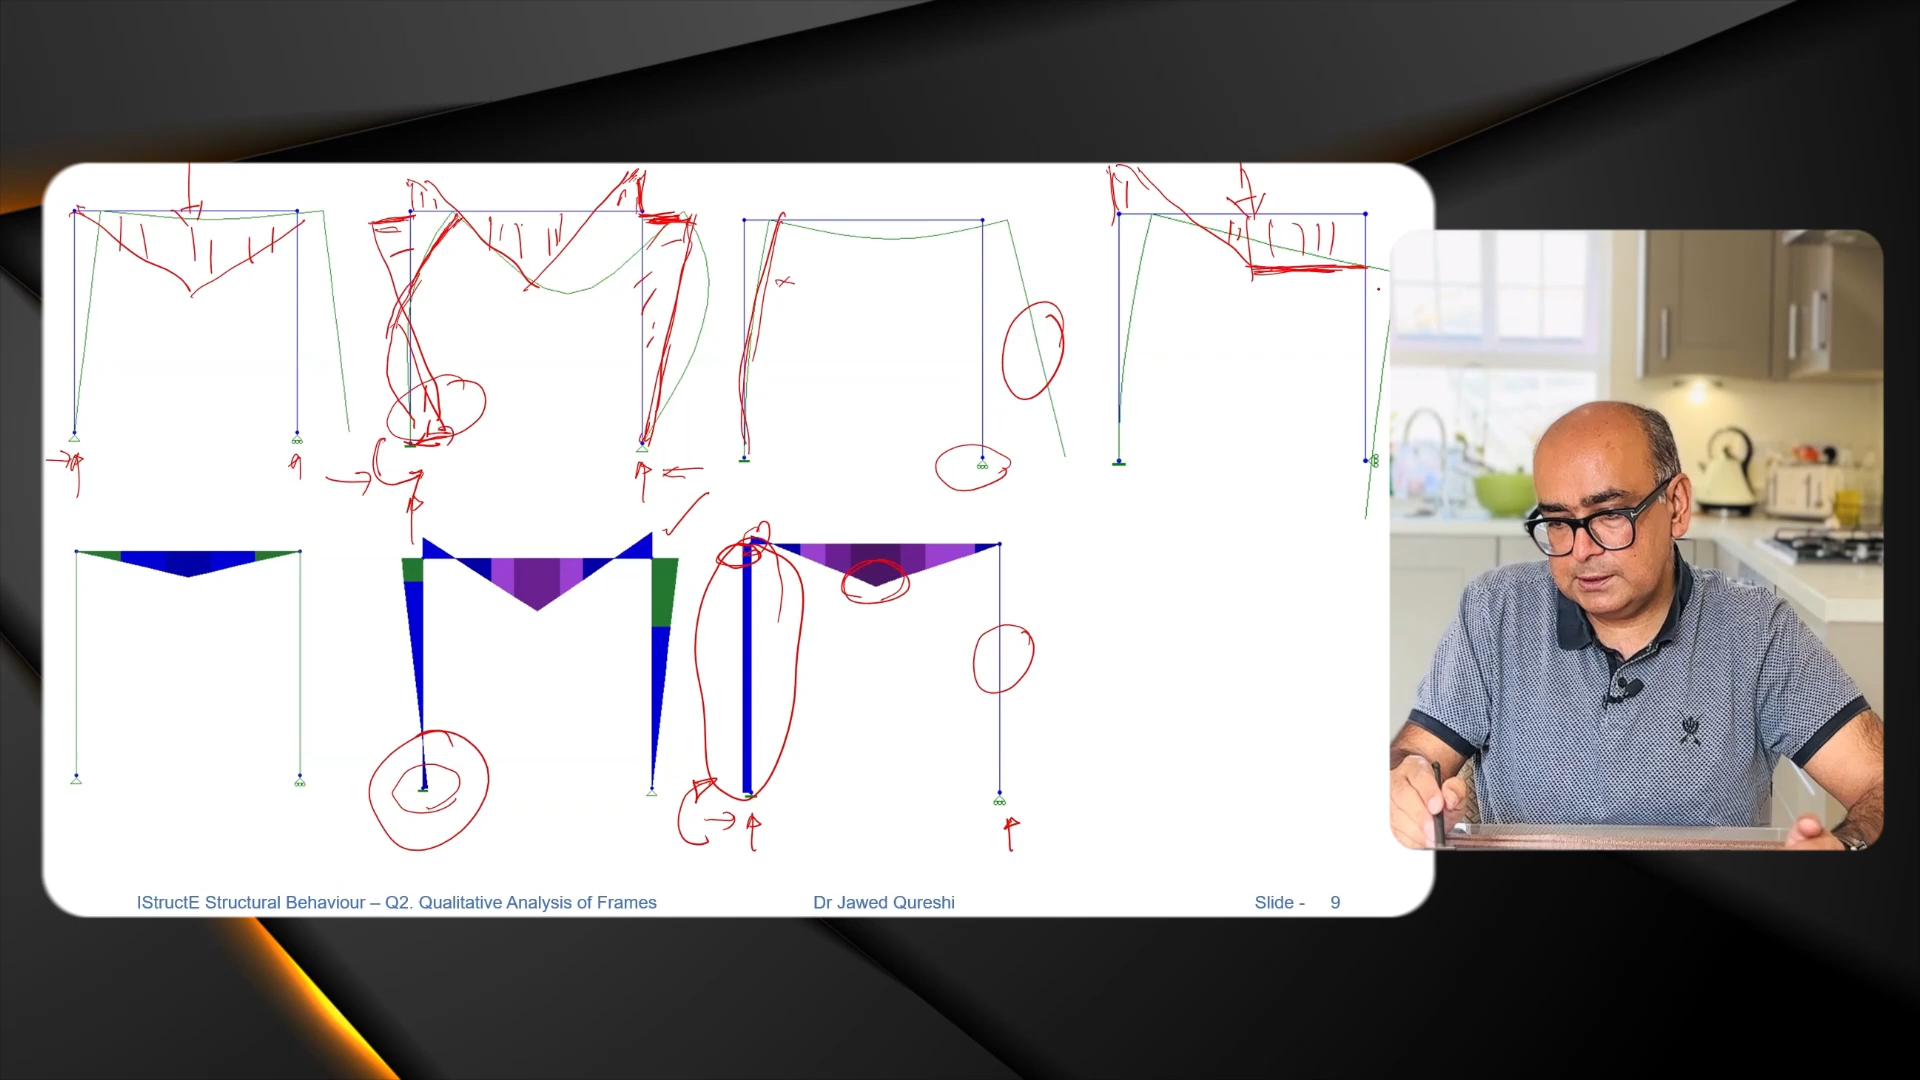 IStructE Structural Behaviour – Q2. Qualitative Analysis of Frames
Dr Jawed Qureshi
Slide - 9